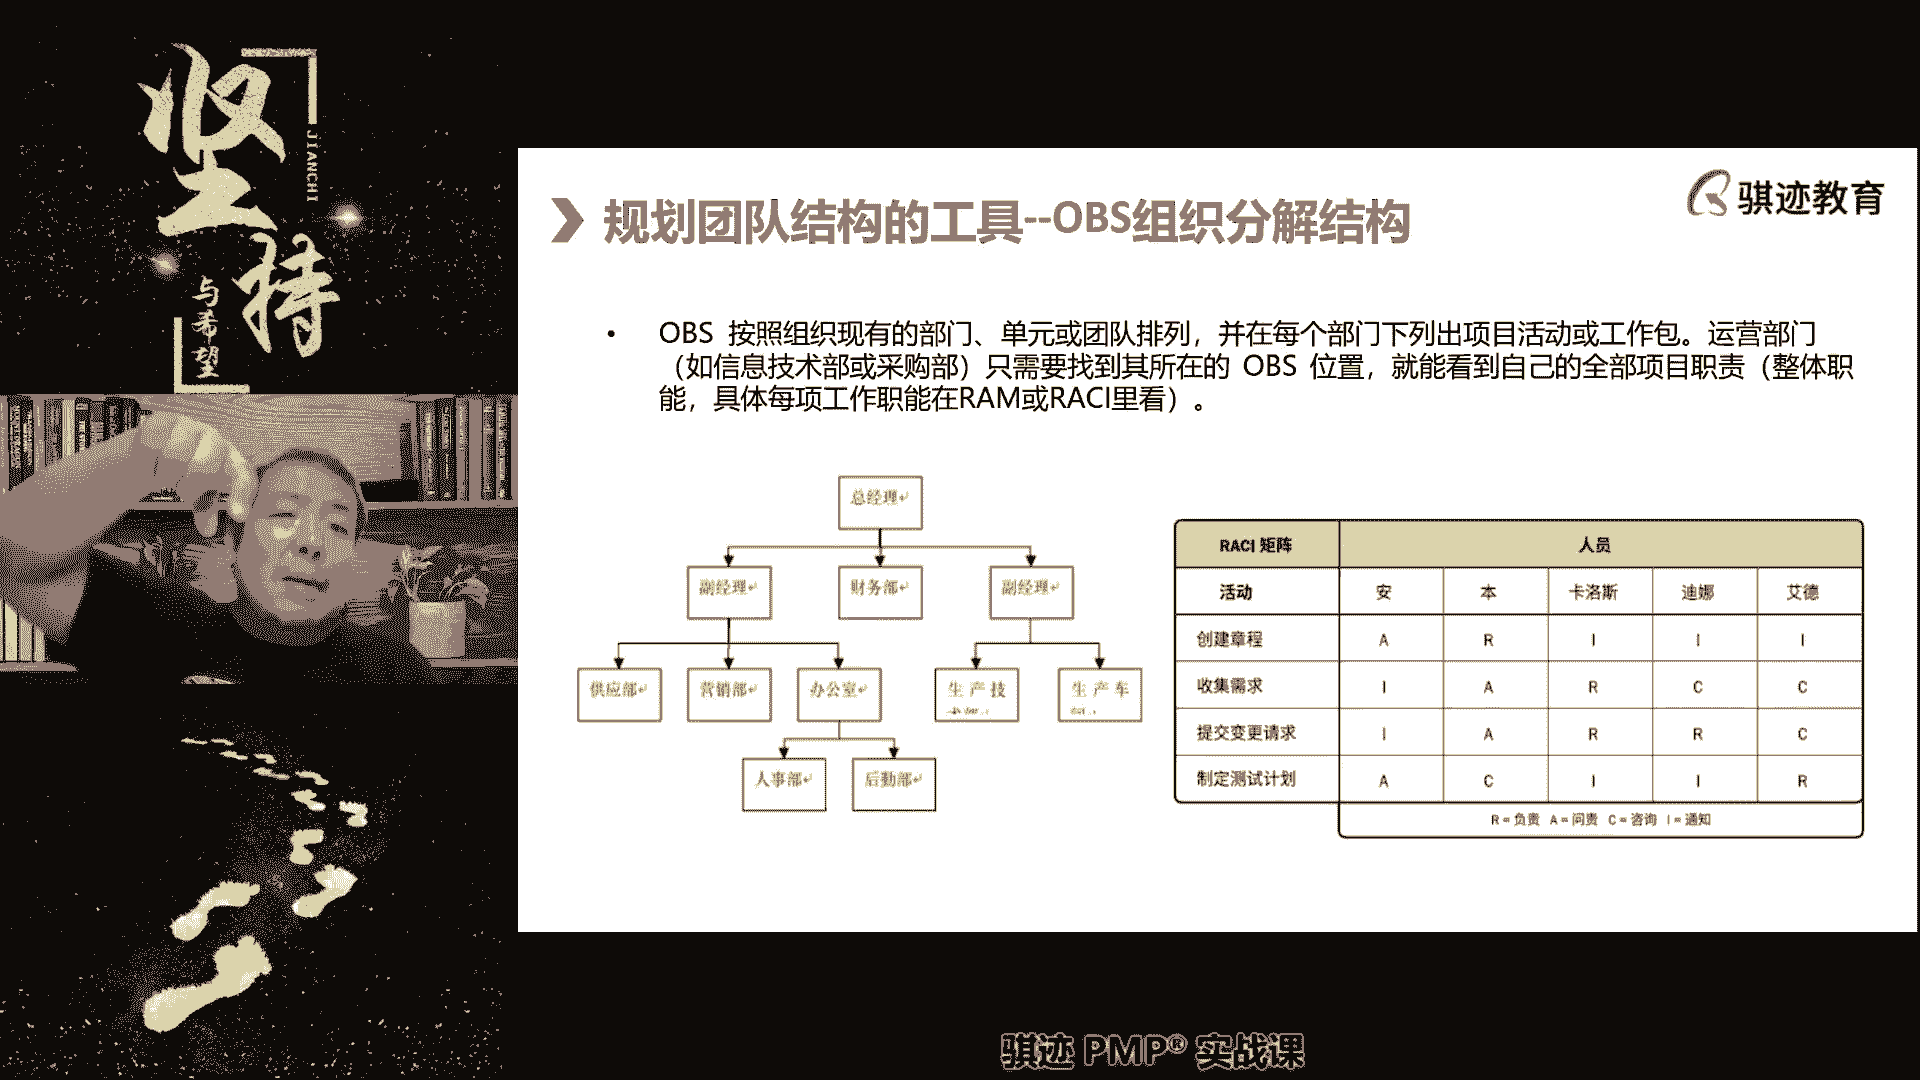 坚持
JIANCHI
与希望
骐迹教育
规划团队结构的工具--OBS组织分解结构
• OBS 按照组织现有的部门、单元或团队排列，并在每个部门下列出项目活动或工作包。运营部门
（如信息技术部或采购部）只需要找到其所在的 OBS 位置，就能看到自己的全部项目职责（整体职
能，具体每项工作职能在RAM或RACI里看）。
总经理
副经理 财务部 副经理
供应部 营销部 办公室 生产技 生产车
人事部 后勤部
RACI 矩阵 人员
活动 安 本 卡洛斯 迪娜 艾德
创建章程 A R I I I
收集需求 I A R C C
提交变更请求 I A R R C
制定测试计划 A C I I R
R = 负责 A = 问责 C = 咨询 I = 通知
骐迹 PMP® 实战课